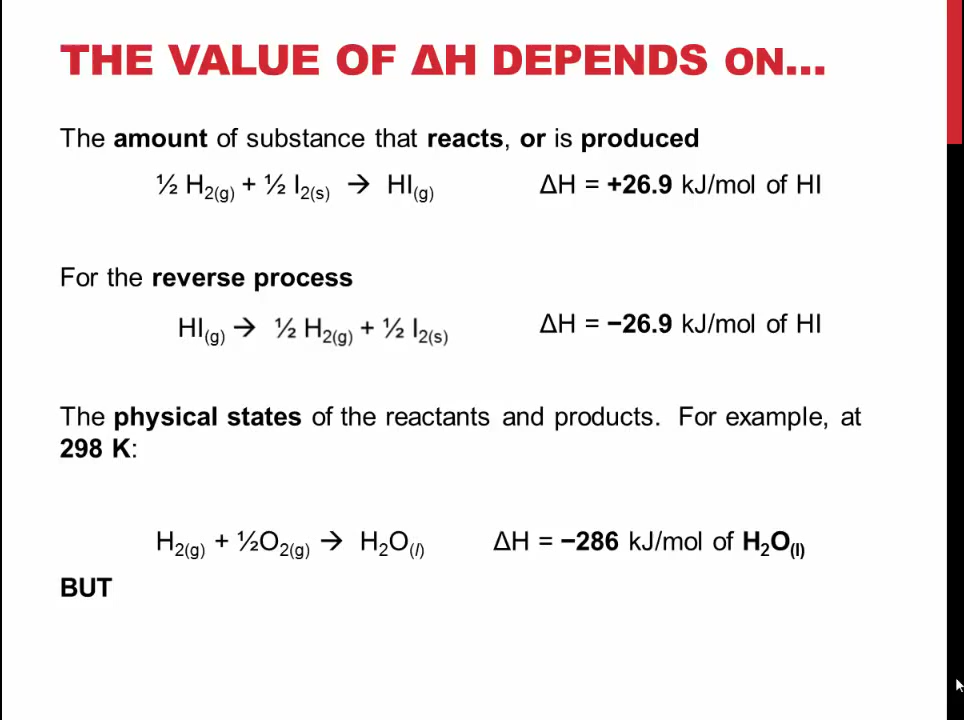 THE VALUE OF ΔH DEPENDS ON...
The amount of substance that reacts, or is produced
½ H2(g) + ½ I2(s) → HI(g) ΔH = +26.9 kJ/mol of HI
For the reverse process
HI(g) → ½ H2(g) + ½ I2(s) ΔH = −26.9 kJ/mol of HI
The physical states of the reactants and products. For example, at
298 K:
H2(g) + ½O2(g) → H2O(l) ΔH = −286 kJ/mol of H2O(l)
BUT